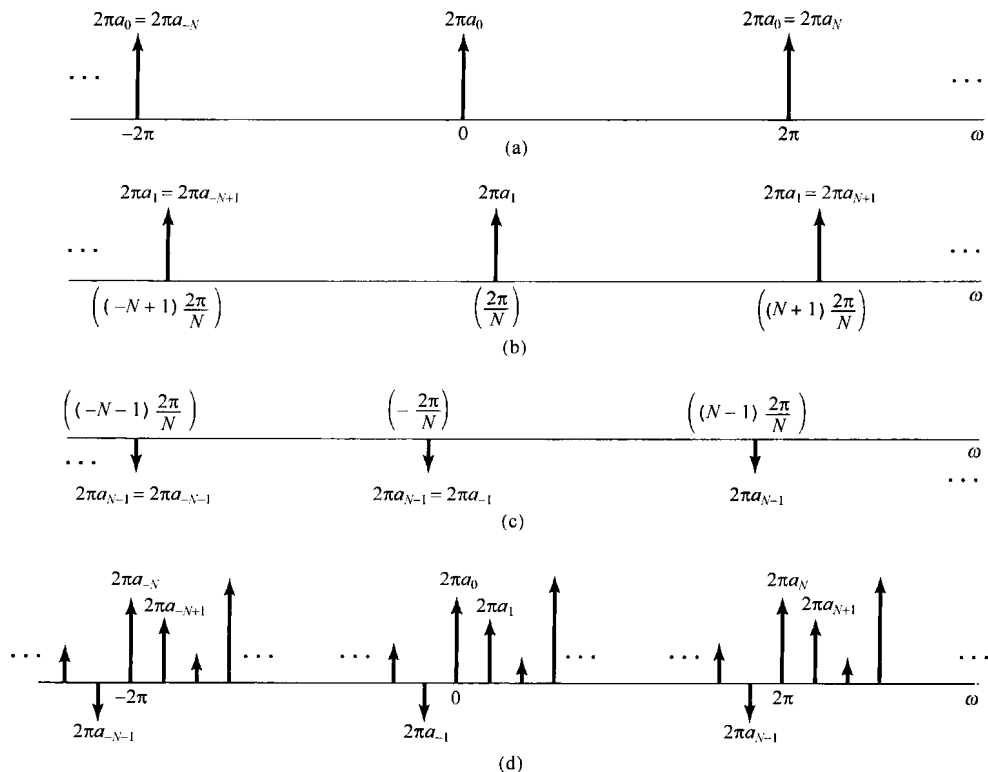 2πa₀ = 2πa₋N 2πa₀ 2πa₀ = 2πaN
· · · · · ·
−2π 0 2π ω
(a)
2πa₁ = 2πa₋N+1 2πa₁ 2πa₁ = 2πaN+1
· · · · · ·
ω
((−N + 1) 2π/N) (2π/N) ((N + 1) 2π/N)
(b)
((−N − 1) 2π/N) (− 2π/N) ((N − 1) 2π/N)
ω
· · · · · ·
2πaN−1 = 2πa₋N−1 2πaN−1 = 2πa₋1 2πaN−1
(c)
2πa₋N 2πa₀ 2πaN
2πa₋N+1 2πa₁ 2πaN+1
· · · · · · · · · · · · · · · · · ·
−2π 0 2π ω
2πa₋N−1 2πa₋1 2πaN−1
(d)